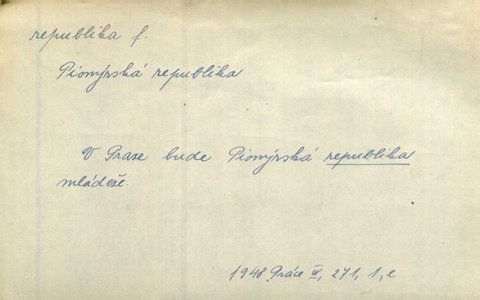 republika f.
Pionýrská republika
V Praze bude Pionýrská republika
mládeže.
1948 Práce IV, 271, 1, c